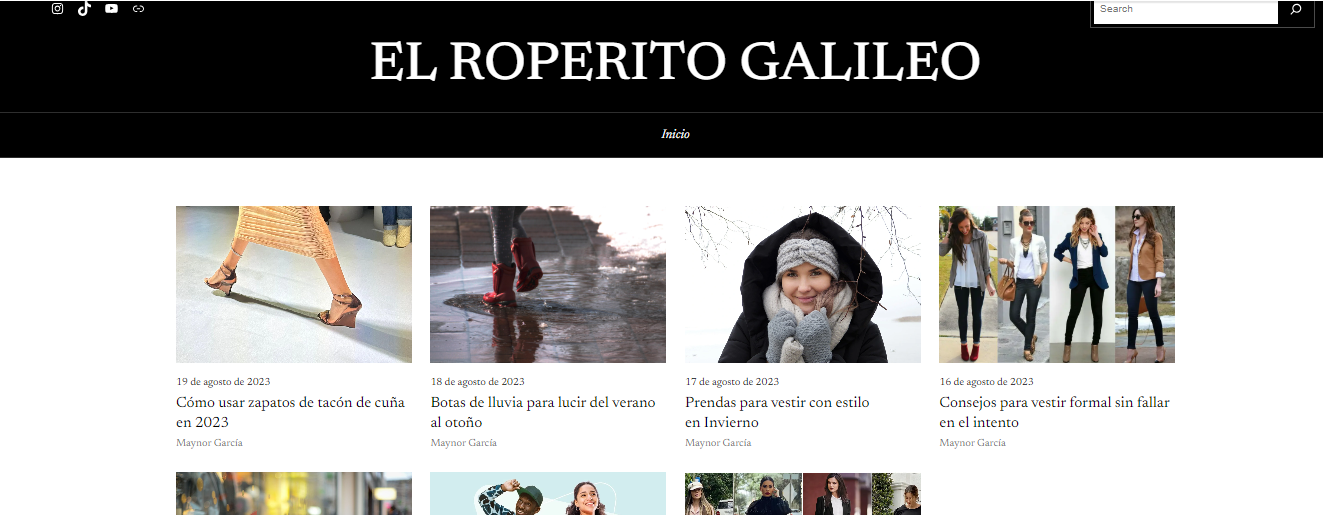 Search
EL ROPERITO GALILEO
Inicio
19 de agosto de 2023
Cómo usar zapatos de tacón de cuña
en 2023
Maynor García
18 de agosto de 2023
Botas de lluvia para lucir del verano
al otoño
Maynor García
17 de agosto de 2023
Prendas para vestir con estilo
en Invierno
Maynor García
16 de agosto de 2023
Consejos para vestir formal sin fallar
en el intento
Maynor García